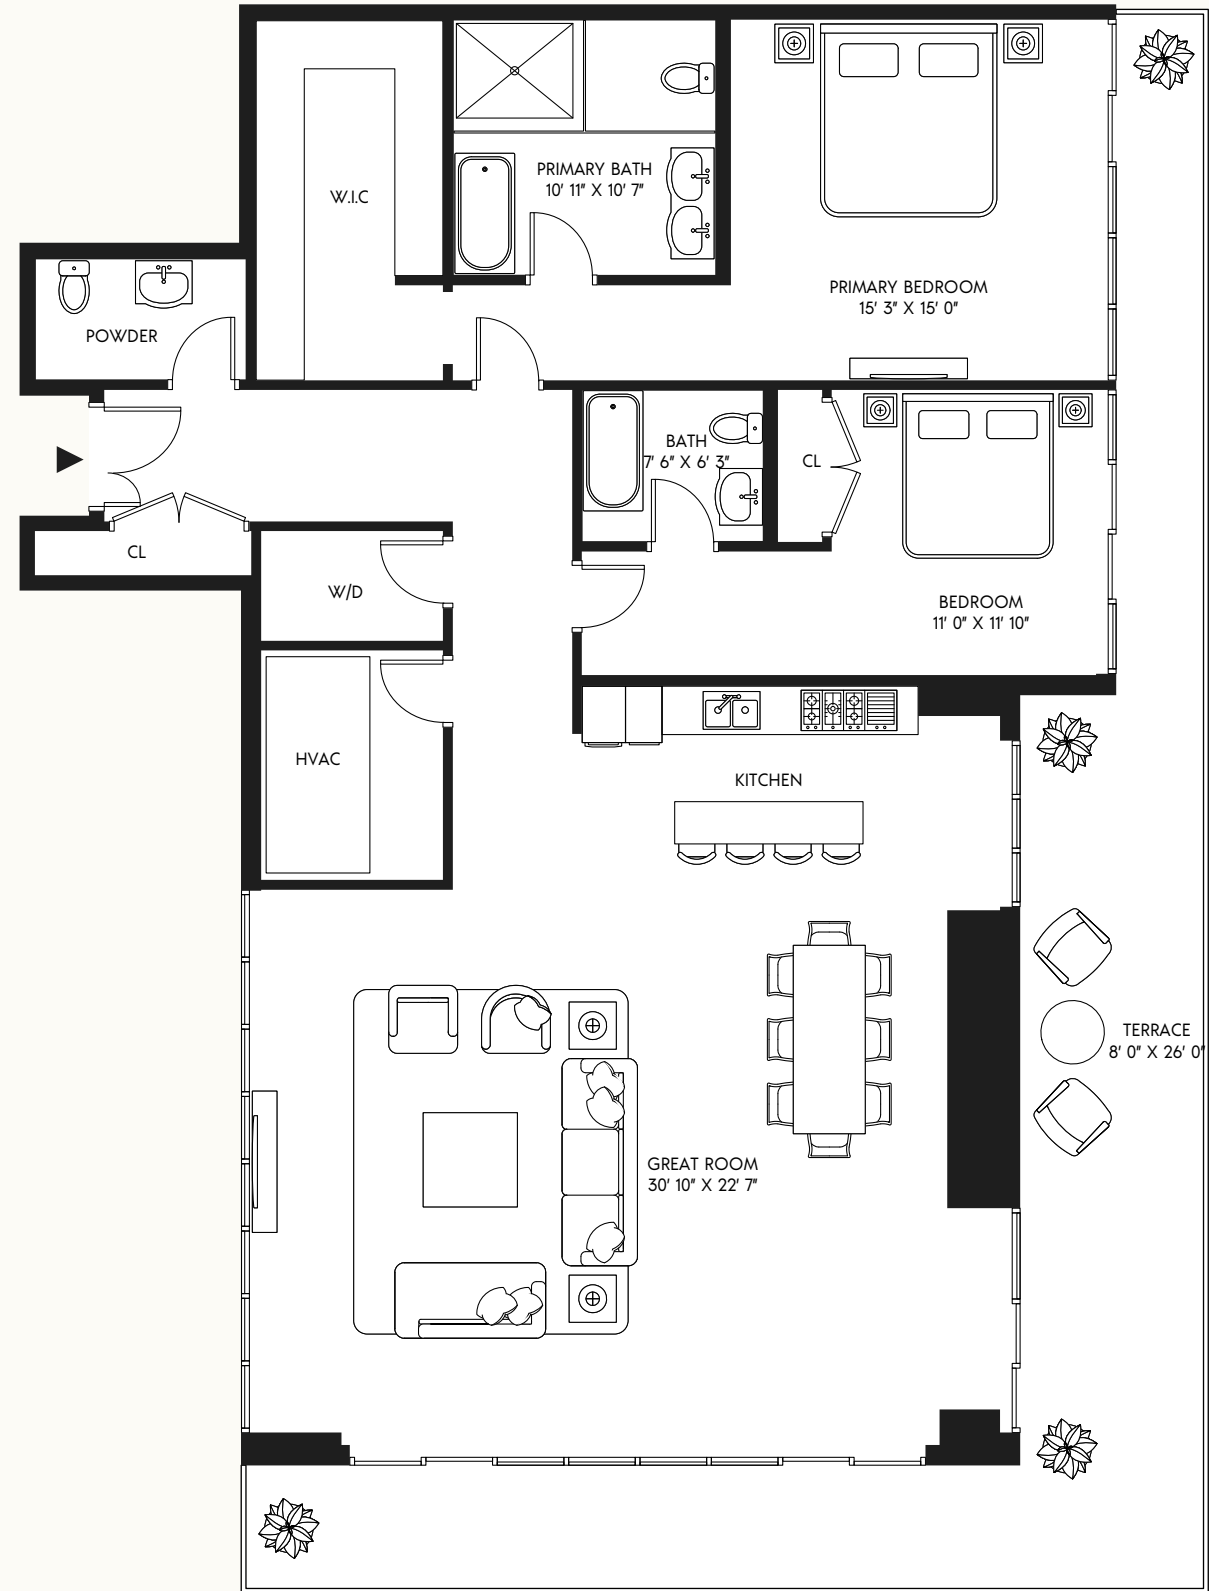 PRIMARY BATH
10' 11" X 10' 7"
W.I.C
PRIMARY BEDROOM
15' 3" X 15' 0"
POWDER
BATH
7' 6" X 6' 3"
CL
CL
W/D
BEDROOM
11' 0" X 11' 10"
HVAC
KITCHEN
TERRACE
8' 0" X 26' 0"
GREAT ROOM
30' 10" X 22' 7"